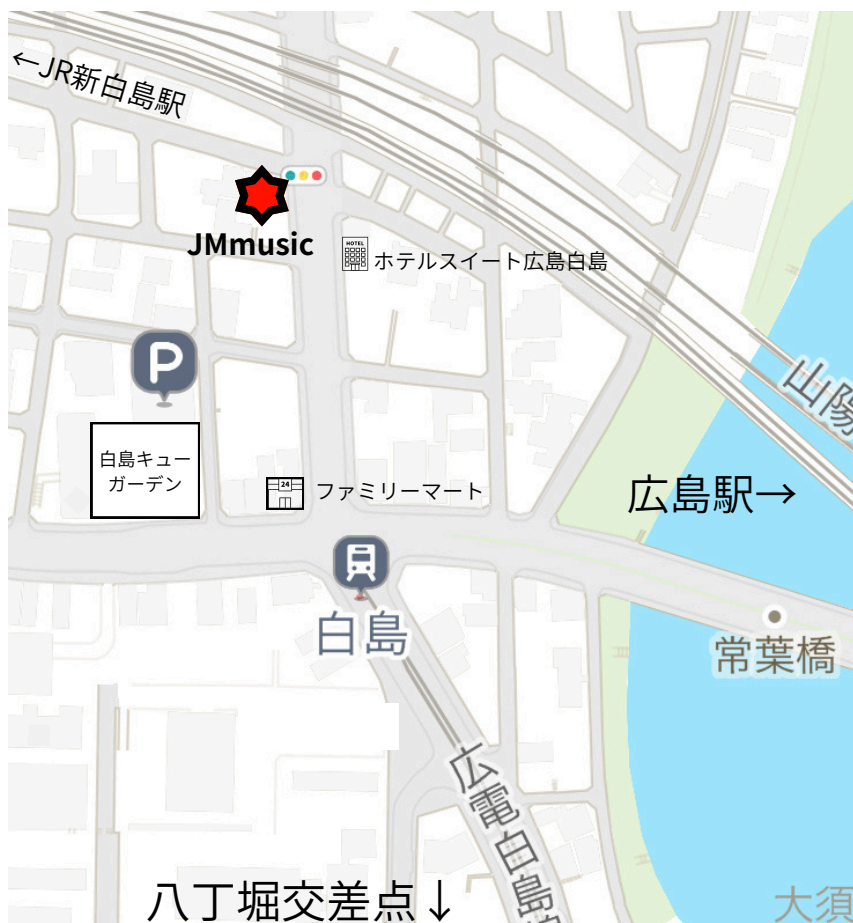 ←JR新白島駅
JMmusic
HOTEL
ホテルスイート広島白島
P
山陽
白島キュー
ガーデン
24
ファミリーマート
広島駅→
白島
常葉橋
広電白島線
八丁堀交差点↓
大須